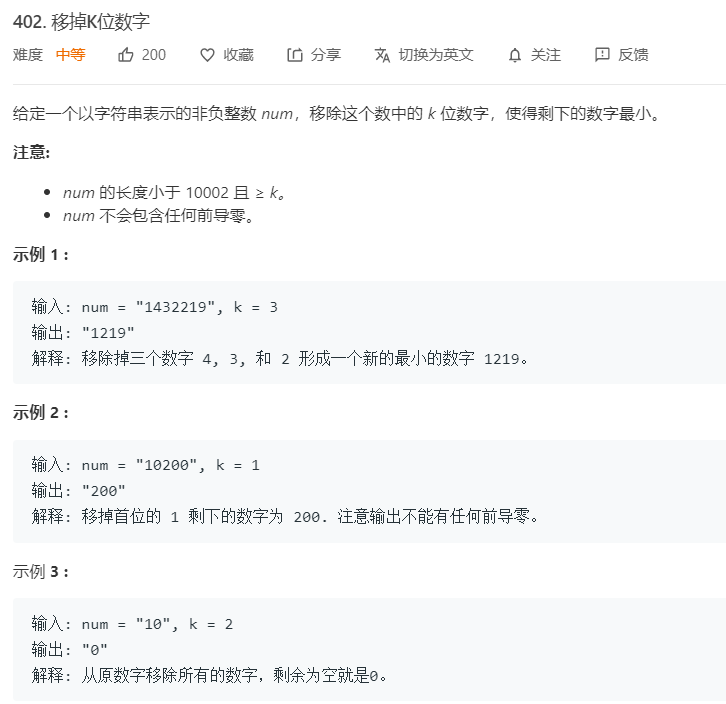 402. 移掉K位数字
难度 中等 200 收藏 分享 切换为英文 关注 反馈
给定一个以字符串表示的非负整数 num，移除这个数中的 k 位数字，使得剩下的数字最小。
注意:
num 的长度小于 10002 且 ≥ k。
num 不会包含任何前导零。
示例 1 :
输入: num = "1432219", k = 3
输出: "1219"
解释: 移除掉三个数字 4, 3, 和 2 形成一个新的最小的数字 1219。
示例 2 :
输入: num = "10200", k = 1
输出: "200"
解释: 移掉首位的 1 剩下的数字为 200. 注意输出不能有任何前导零。
示例 3 :
输入: num = "10", k = 2
输出: "0"
解释: 从原数字移除所有的数字，剩余为空就是0。